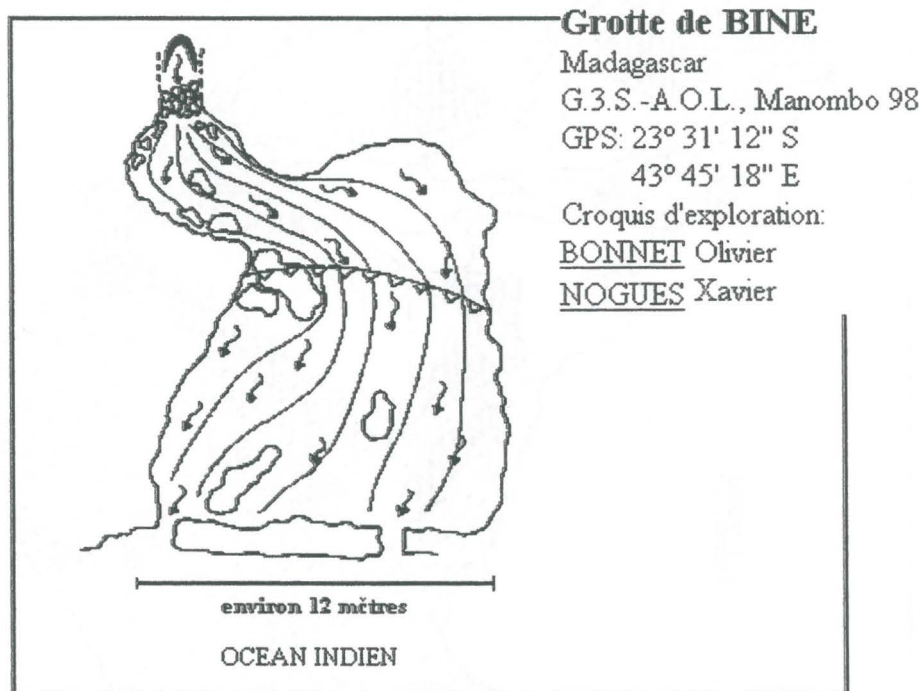 Grotte de BINE
Madagascar
G.3.S.-A.O.L., Manombo 98
GPS: 23° 31' 12" S
43° 45' 18" E
Croquis d'exploration:
BONNET Olivier
NOGUES Xavier
environ 12 mètres
OCEAN INDIEN